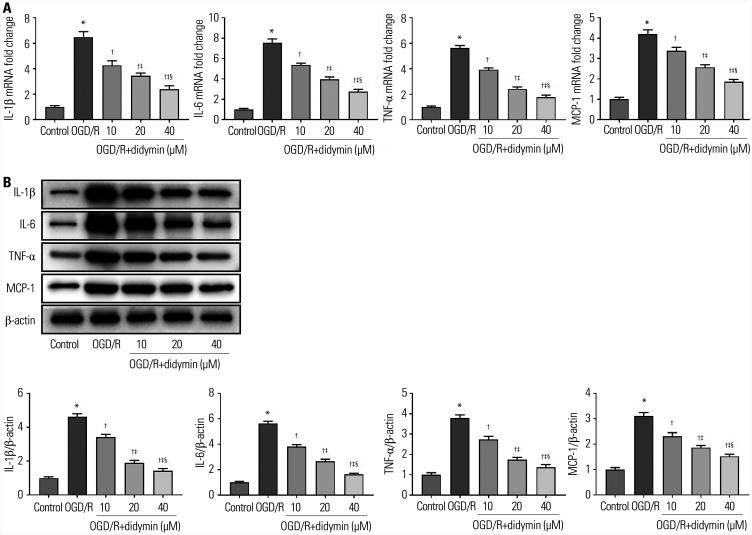 A
IL-1β mRNA fold change
8
6
4
2
0
*
†
†‡
†‡§
Control OGD/R 10 20 40
OGD/R+didymin (μM)
IL-6 mRNA fold change
10
8
6
4
2
0
*
†
†‡
†‡§
Control OGD/R 10 20 40
OGD/R+didymin (μM)
TNF-α mRNA fold change
8
6
4
2
0
*
†
†‡
†‡§
Control OGD/R 10 20 40
OGD/R+didymin (μM)
MCP-1 mRNA fold change
5
4
3
2
1
0
*
†
†‡
†‡§
Control OGD/R 10 20 40
OGD/R+didymin (μM)
B
IL-1β
IL-6
TNF-α
MCP-1
β-actin
Control OGD/R 10 20 40
OGD/R+didymin (μM)
IL-1β/β-actin
6
4
2
0
*
†
†‡
†‡§
Control OGD/R 10 20 40
OGD/R+didymin (μM)
IL-6/β-actin
8
6
4
2
0
*
†
†‡
†‡§
Control OGD/R 10 20 40
OGD/R+didymin (μM)
TNF-α/β-actin
5
4
3
2
1
0
*
†
†‡
†‡§
Control OGD/R 10 20 40
OGD/R+didymin (μM)
MCP-1/β-actin
4
3
2
1
0
*
†
†‡
†‡§
Control OGD/R 10 20 40
OGD/R+didymin (μM)